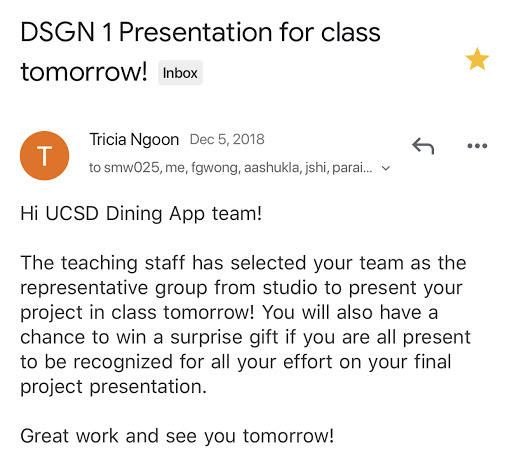 DSGN 1 Presentation for class
tomorrow! Inbox
T
Tricia Ngoon Dec 5, 2018
to smw025, me, fgwong, aashukla, jshi, parai...
Hi UCSD Dining App team!
The teaching staff has selected your team as the
representative group from studio to present your
project in class tomorrow! You will also have a
chance to win a surprise gift if you are all present
to be recognized for all your effort on your final
project presentation.
Great work and see you tomorrow!